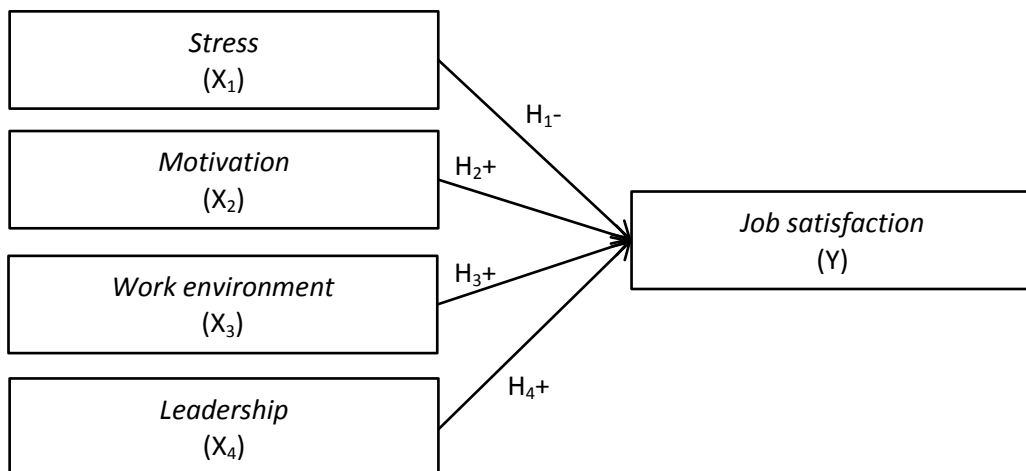 Stress
(X₁)
H₁-
Motivation
(X₂)
H₂+
Work environment
(X₃)
H₃+
Leadership
(X₄)
H₄+
Job satisfaction
(Y)